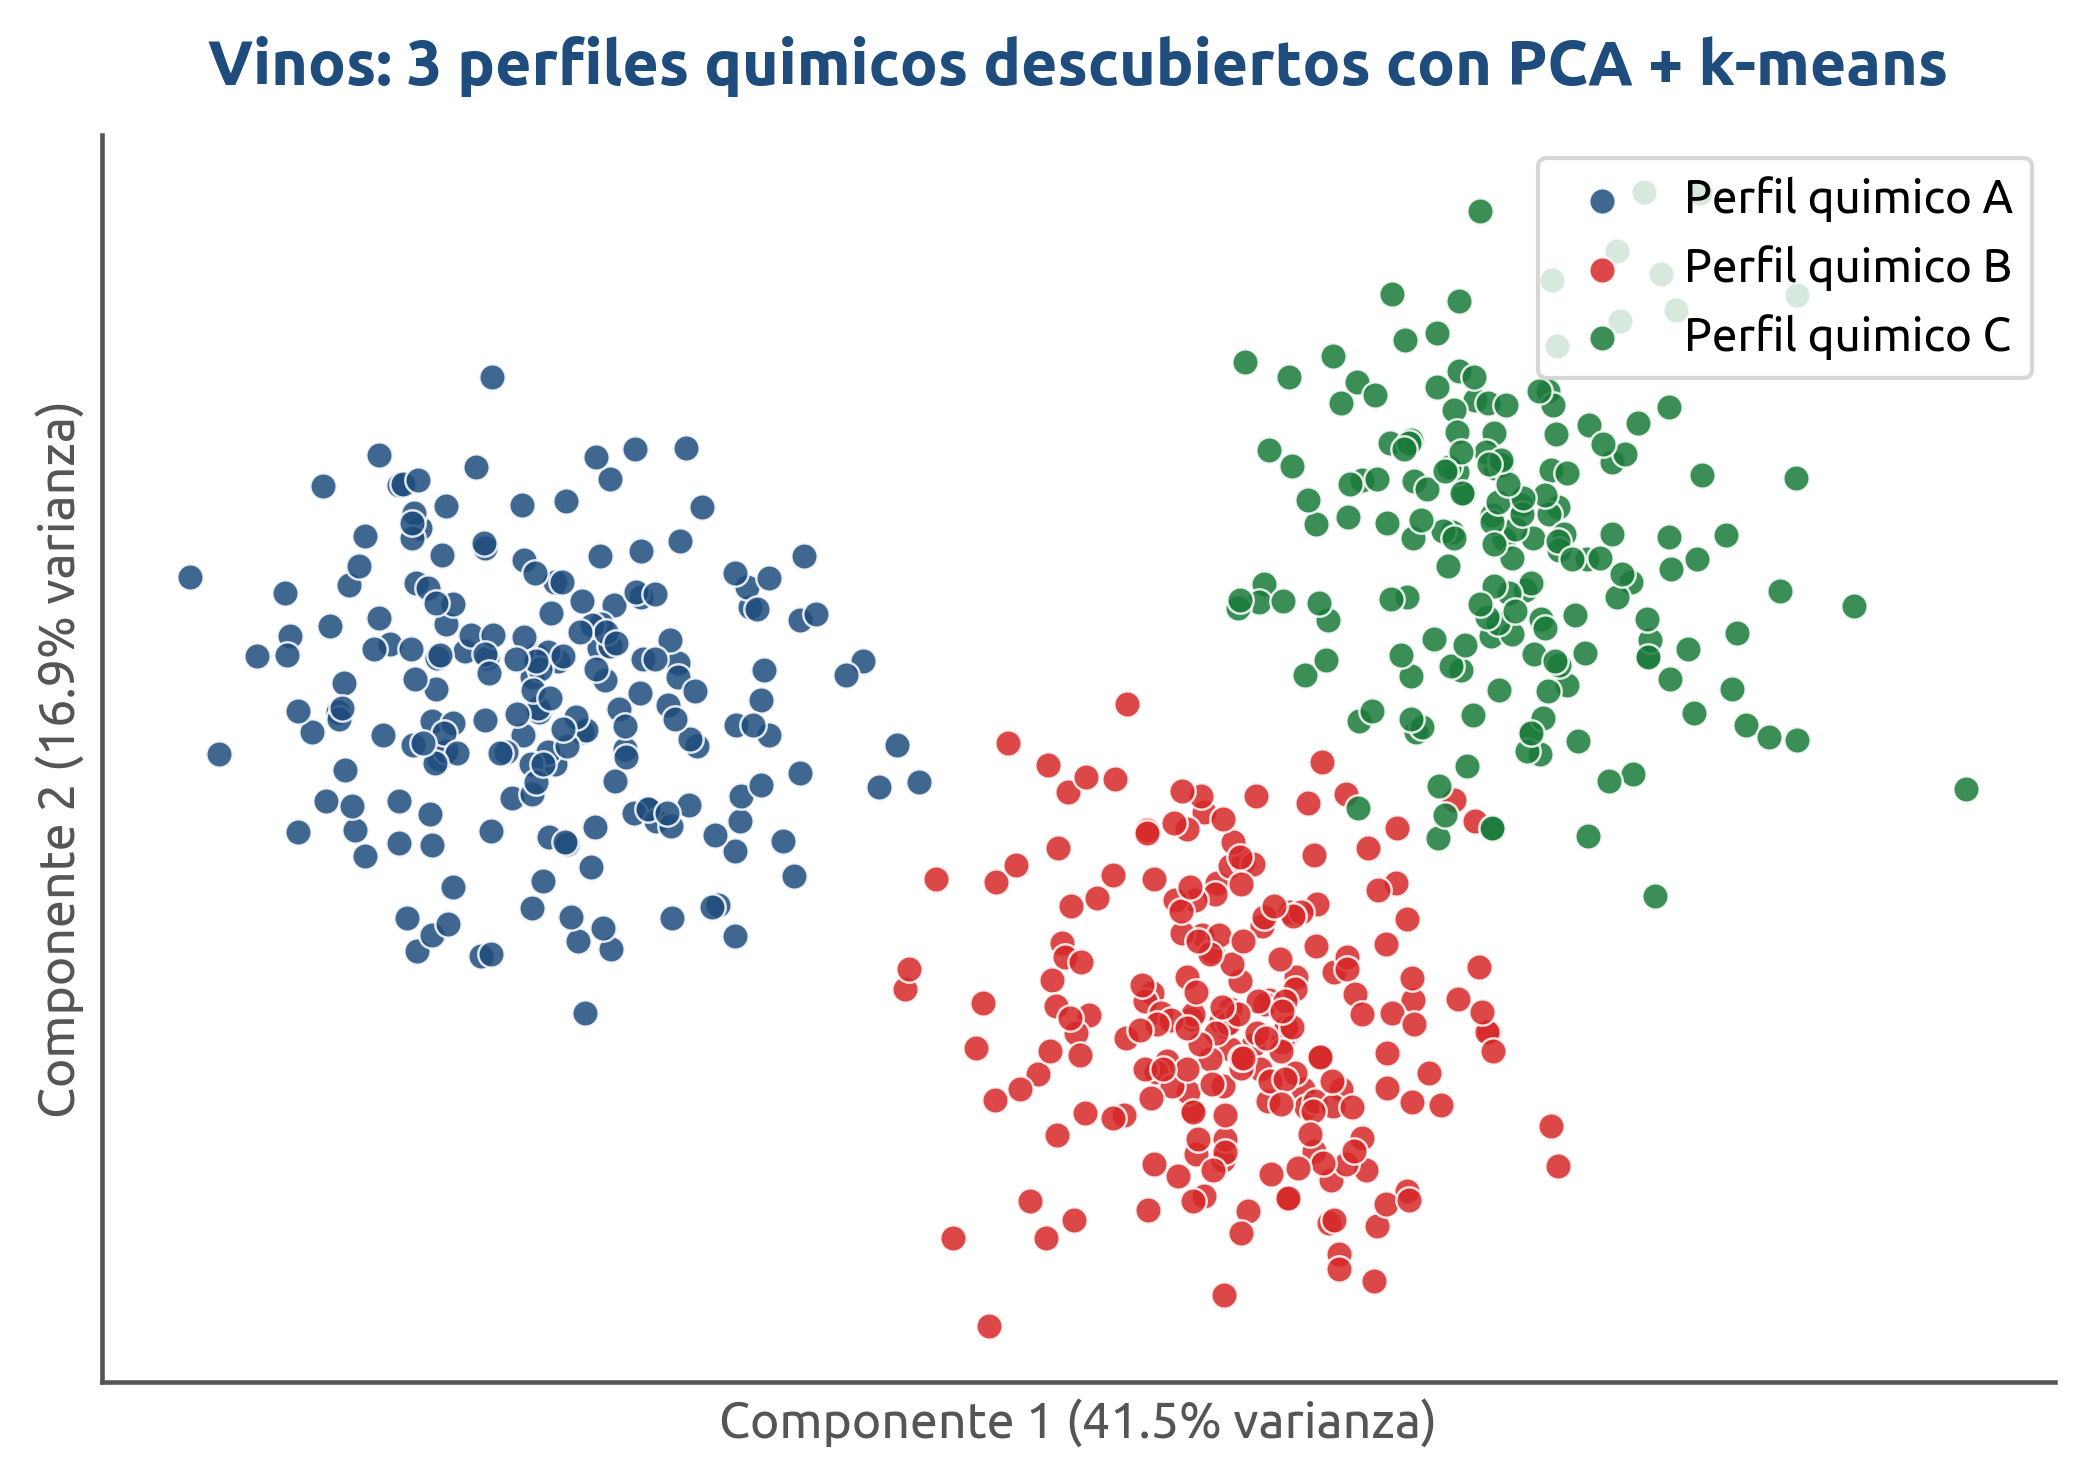 Vinos: 3 perfiles quimicos descubiertos con PCA + k-means
Perfil quimico A
Perfil quimico B
Perfil quimico C
Componente 2 (16.9% varianza)
Componente 1 (41.5% varianza)